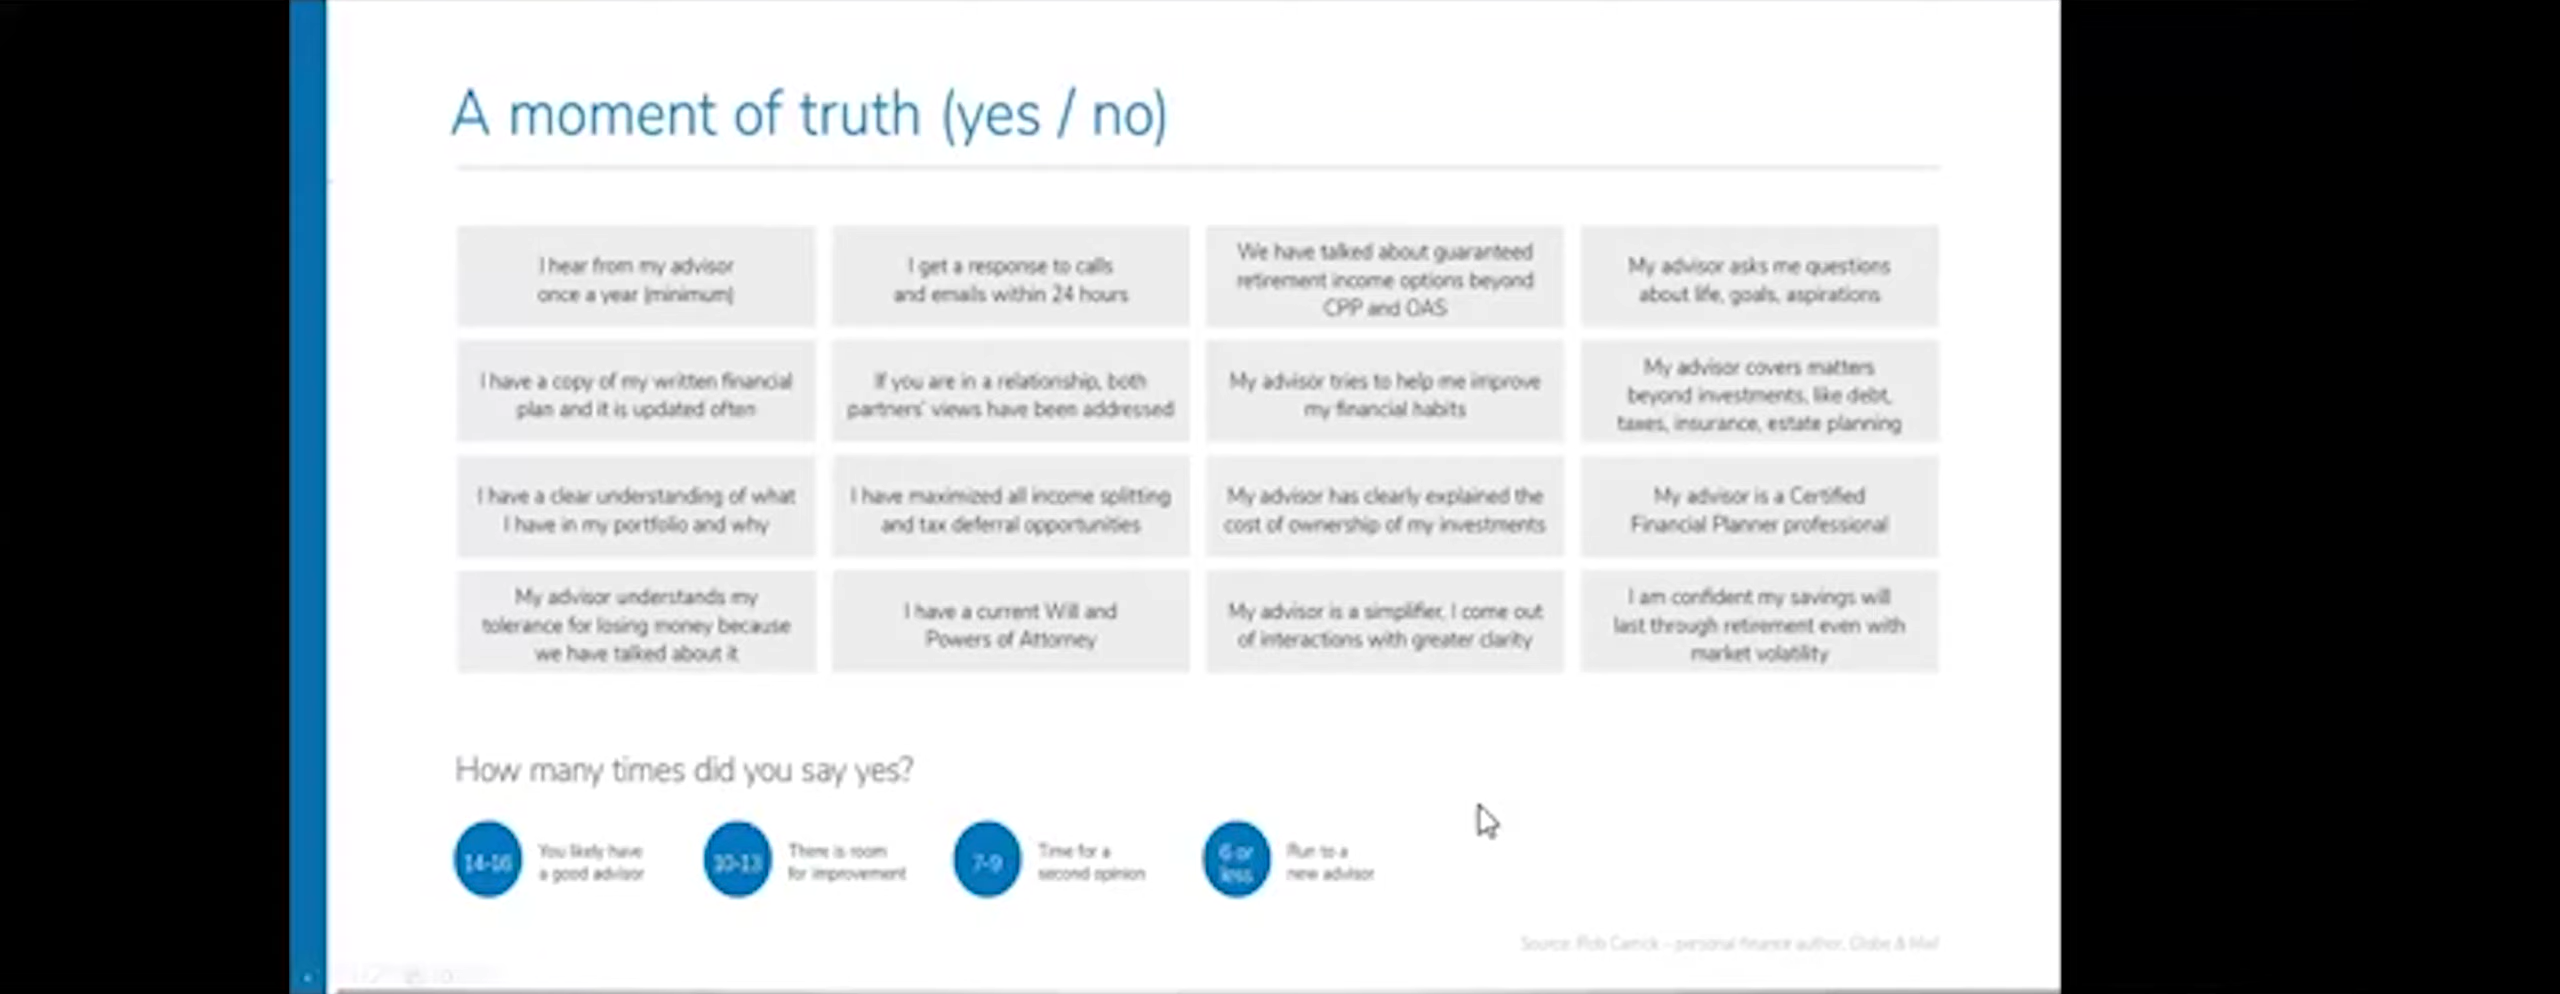 A moment of truth (yes / no)
I hear from my advisor
once a year (minimum)
I get a response to calls
and emails within 24 hours
We have talked about guaranteed
retirement income options beyond
CPP and OAS
My advisor asks me questions
about life, goals, aspirations
I have a copy of my written financial
plan and it is updated often
If you are in a relationship, both
partners' views have been addressed
My advisor tries to help me improve
my financial habits
My advisor covers matters
beyond investments, like debt,
taxes, insurance, estate planning
I have a clear understanding of what
I have in my portfolio and why
I have maximized all income splitting
and tax deferral opportunities
My advisor has clearly explained the
cost of ownership of my investments
My advisor is a Certified
Financial Planner professional
My advisor understands my
tolerance for losing money because
we have talked about it
I have a current Will and
Powers of Attorney
My advisor is a simplifier, I come out
of interactions with greater clarity
I am confident my savings will
last through retirement even with
market volatility
How many times did you say yes?
14-16
You likely have
a good advisor
10-13
There is room
for improvement
7-9
Time for a
second opinion
6 or
less
Run to a
new advisor
Source: Rob Carrick – personal finance author, Globe & Mail